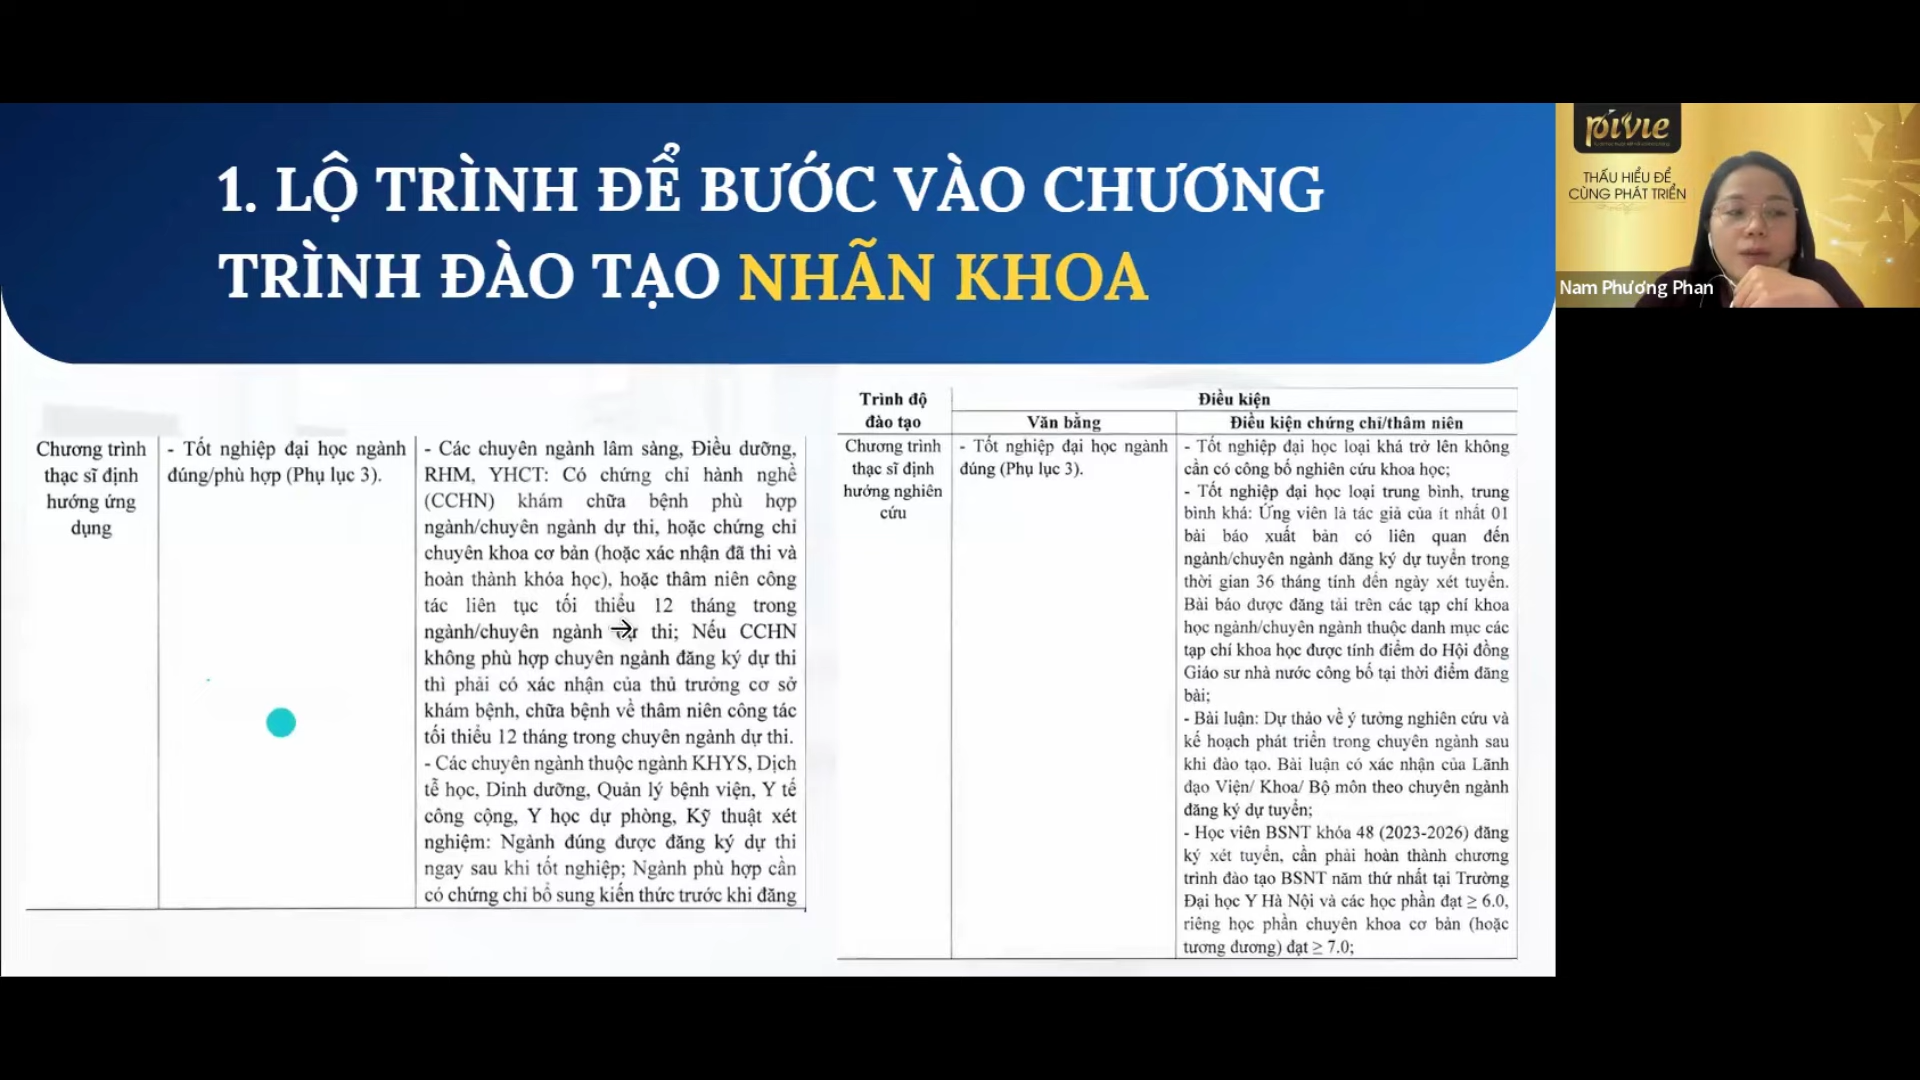 1. LỘ TRÌNH ĐỂ BƯỚC VÀO CHƯƠNG
TRÌNH ĐÀO TẠO NHÃN KHOA
pivie
THẤU HIỂU ĐỂ
CÙNG PHÁT TRIỂN
Nam Phương Phan
Chương trình
thạc sĩ định
hướng ứng
dụng
- Tốt nghiệp đại học ngành
đúng/phù hợp (Phụ lục 3).
- Các chuyên ngành lâm sàng, Điều dưỡng,
RHM, YHCT: Có chứng chỉ hành nghề
(CCHN) khám chữa bệnh phù hợp
ngành/chuyên ngành dự thi, hoặc chứng chỉ
chuyên khoa cơ bản (hoặc xác nhận đã thi và
hoàn thành khóa học), hoặc thâm niên công
tác liên tục tối thiểu 12 tháng trong
ngành/chuyên ngành dự thi; Nếu CCHN
không phù hợp chuyên ngành đăng ký dự thi
thì phải có xác nhận của thủ trưởng cơ sở
khám bệnh, chữa bệnh về thâm niên công tác
tối thiểu 12 tháng trong chuyên ngành dự thi.
- Các chuyên ngành thuộc ngành KHYS, Dịch
tễ học, Dinh dưỡng, Quản lý bệnh viện, Y tế
công cộng, Y học dự phòng, Kỹ thuật xét
nghiệm: Ngành đúng được đăng ký dự thi
ngay sau khi tốt nghiệp; Ngành phù hợp cần
có chứng chỉ bổ sung kiến thức trước khi đăng
Trình độ
đào tạo
Điều kiện
Văn bằng
Điều kiện chứng chỉ/thâm niên
Chương trình
thạc sĩ định
hướng nghiên
cứu
- Tốt nghiệp đại học ngành
đúng (Phụ lục 3).
- Tốt nghiệp đại học loại khá trở lên không
cần có công bố nghiên cứu khoa học;
- Tốt nghiệp đại học loại trung bình, trung
bình khá: Ứng viên là tác giả của ít nhất 01
bài báo xuất bản có liên quan đến
ngành/chuyên ngành đăng ký dự tuyển trong
thời gian 36 tháng tính đến ngày xét tuyển.
Bài báo được đăng tải trên các tạp chí khoa
học ngành/chuyên ngành thuộc danh mục các
tạp chí khoa học được tính điểm do Hội đồng
Giáo sư nhà nước công bố tại thời điểm đăng
bài;
- Bài luận: Dự thảo về ý tưởng nghiên cứu và
kế hoạch phát triển trong chuyên ngành sau
khi đào tạo. Bài luận có xác nhận của Lãnh
đạo Viện/ Khoa/ Bộ môn theo chuyên ngành
đăng ký dự tuyển;
- Học viên BSNT khóa 48 (2023-2026) đăng
ký xét tuyển, cần phải hoàn thành chương
trình đào tạo BSNT năm thứ nhất tại Trường
Đại học Y Hà Nội và các học phần đạt ≥ 6.0,
riêng học phần chuyên khoa cơ bản (hoặc
tương đương) đạt ≥ 7.0;